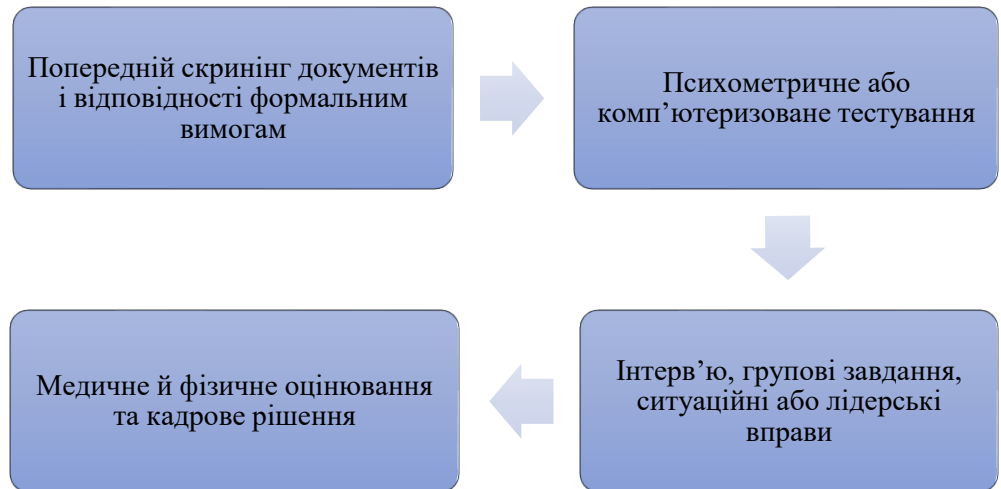 Попередній скринінг документів
і відповідності формальним
вимогам
Психометричне або
комп’ютеризоване тестування
Інтерв’ю, групові завдання,
ситуаційні або лідерські
вправи
Медичне й фізичне оцінювання
та кадрове рішення